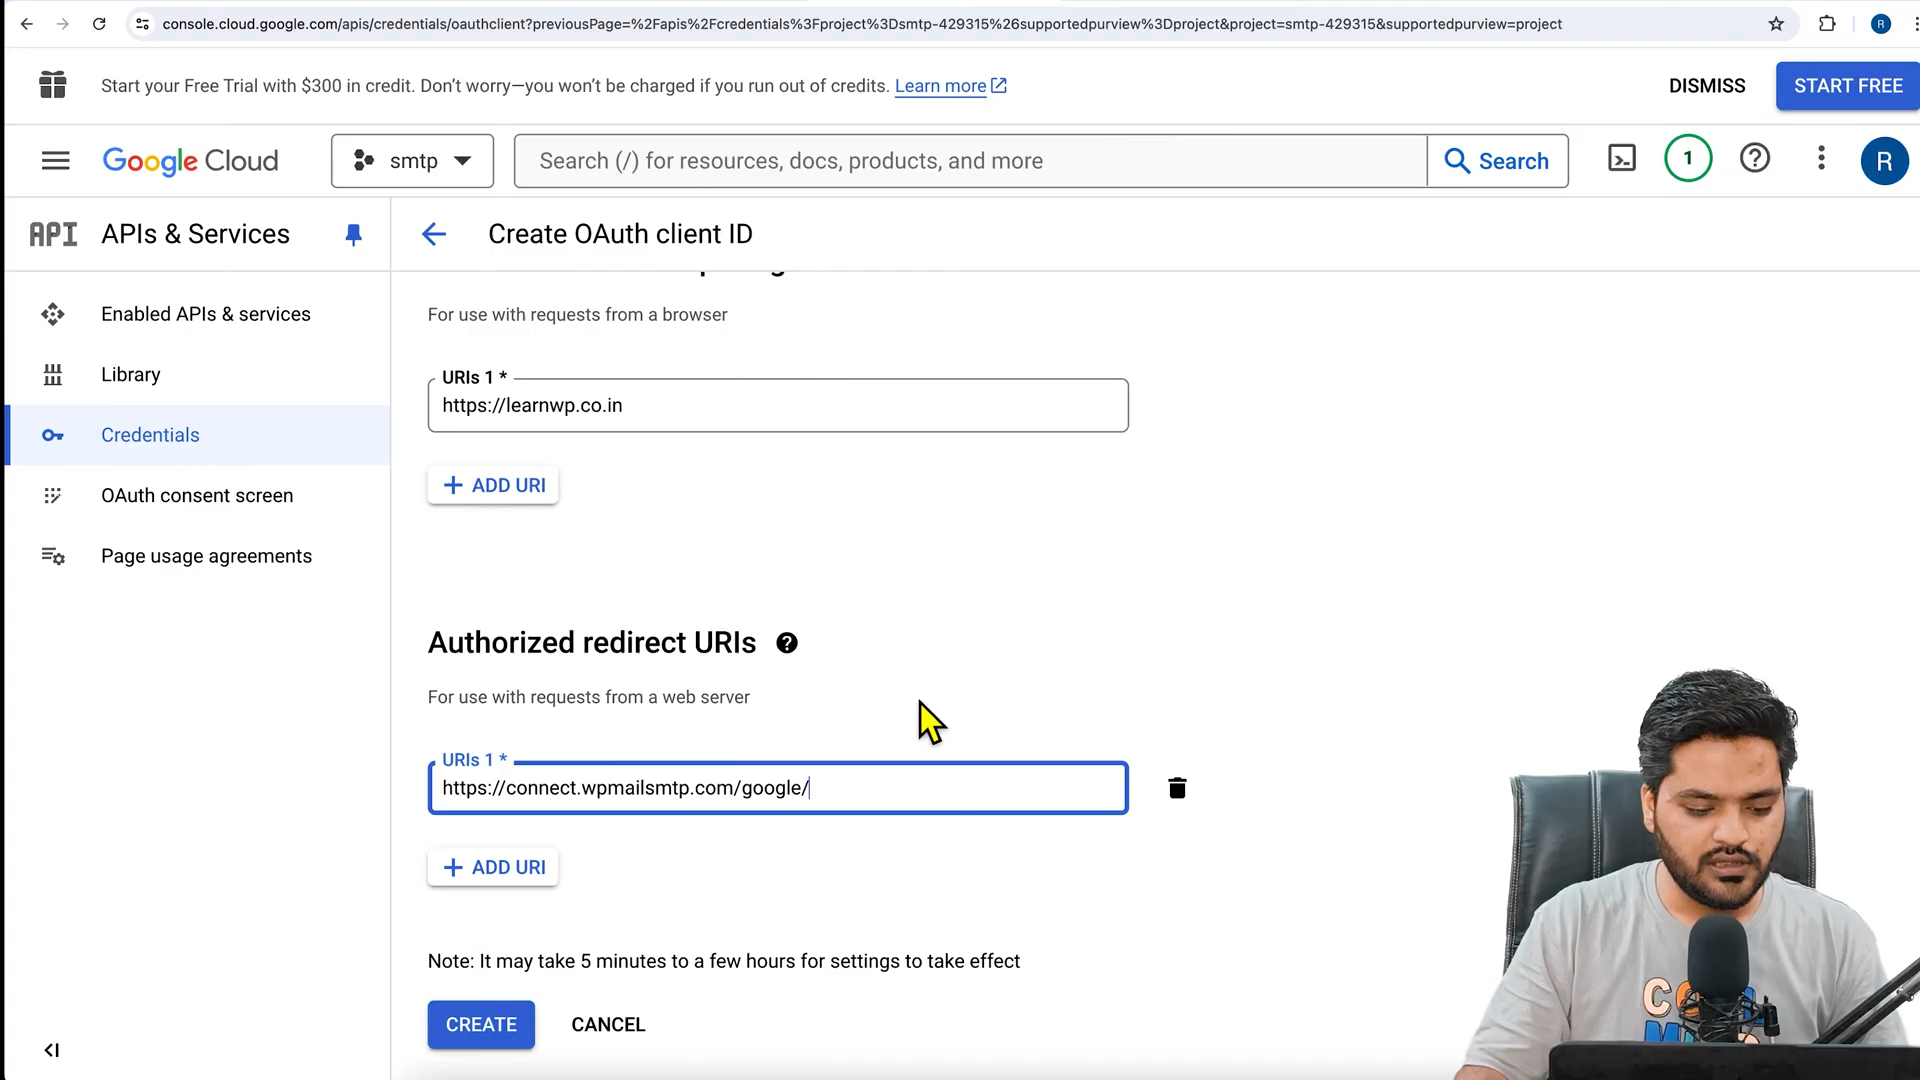 console.cloud.google.com/apis/credentials/oauthclient?previousPage=%2Fapis%2Fcredentials%3Fproject%3Dsmtp-429315%26supportedpurview%3Dproject&project=smtp-429315&supportedpurview=project
R
Start your Free Trial with $300 in credit. Don't worry—you won't be charged if you run out of credits. Learn more
DISMISS
START FREE
Google Cloud
smtp
Search (/) for resources, docs, products, and more
Search
1
R
API
APIs & Services
Create OAuth client ID
Enabled APIs & services
Library
Credentials
OAuth consent screen
Page usage agreements
For use with requests from a browser
URIs 1 *
https://learnwp.co.in
ADD URI
Authorized redirect URIs
For use with requests from a web server
URIs 1 *
https://connect.wpmailsmtp.com/google/
ADD URI
Note: It may take 5 minutes to a few hours for settings to take effect
CREATE
CANCEL